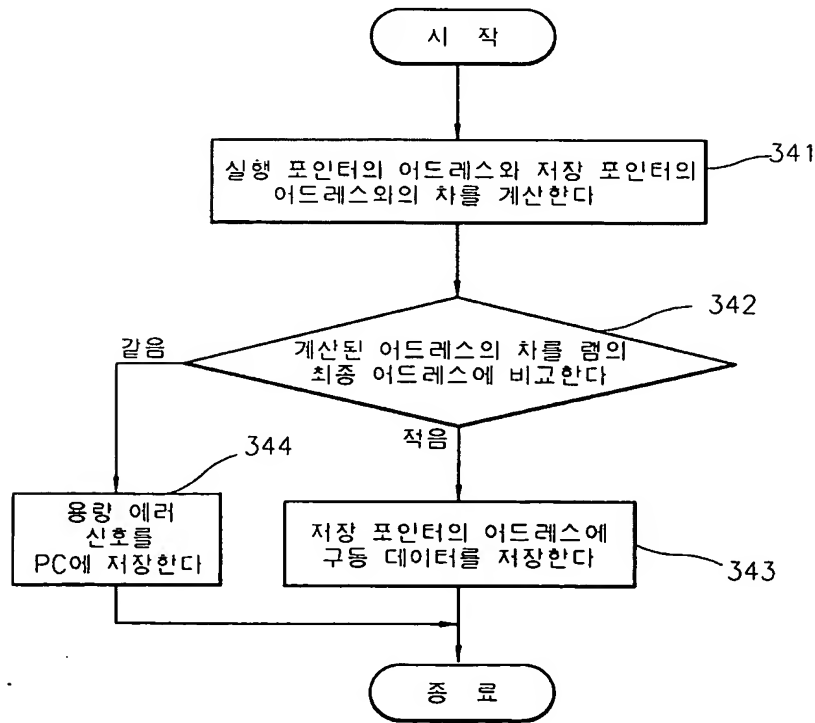 시 작
실행 포인터의 어드레스와 저장 포인터의
어드레스와의 차를 계산한다
341
342
계산된 어드레스의 차를 램의
최종 어드레스에 비교한다
같음
적음
344
용량 에러
신호를
PC에 저장한다
저장 포인터의 어드레스에
구동 데이터를 저장한다
343
종 료